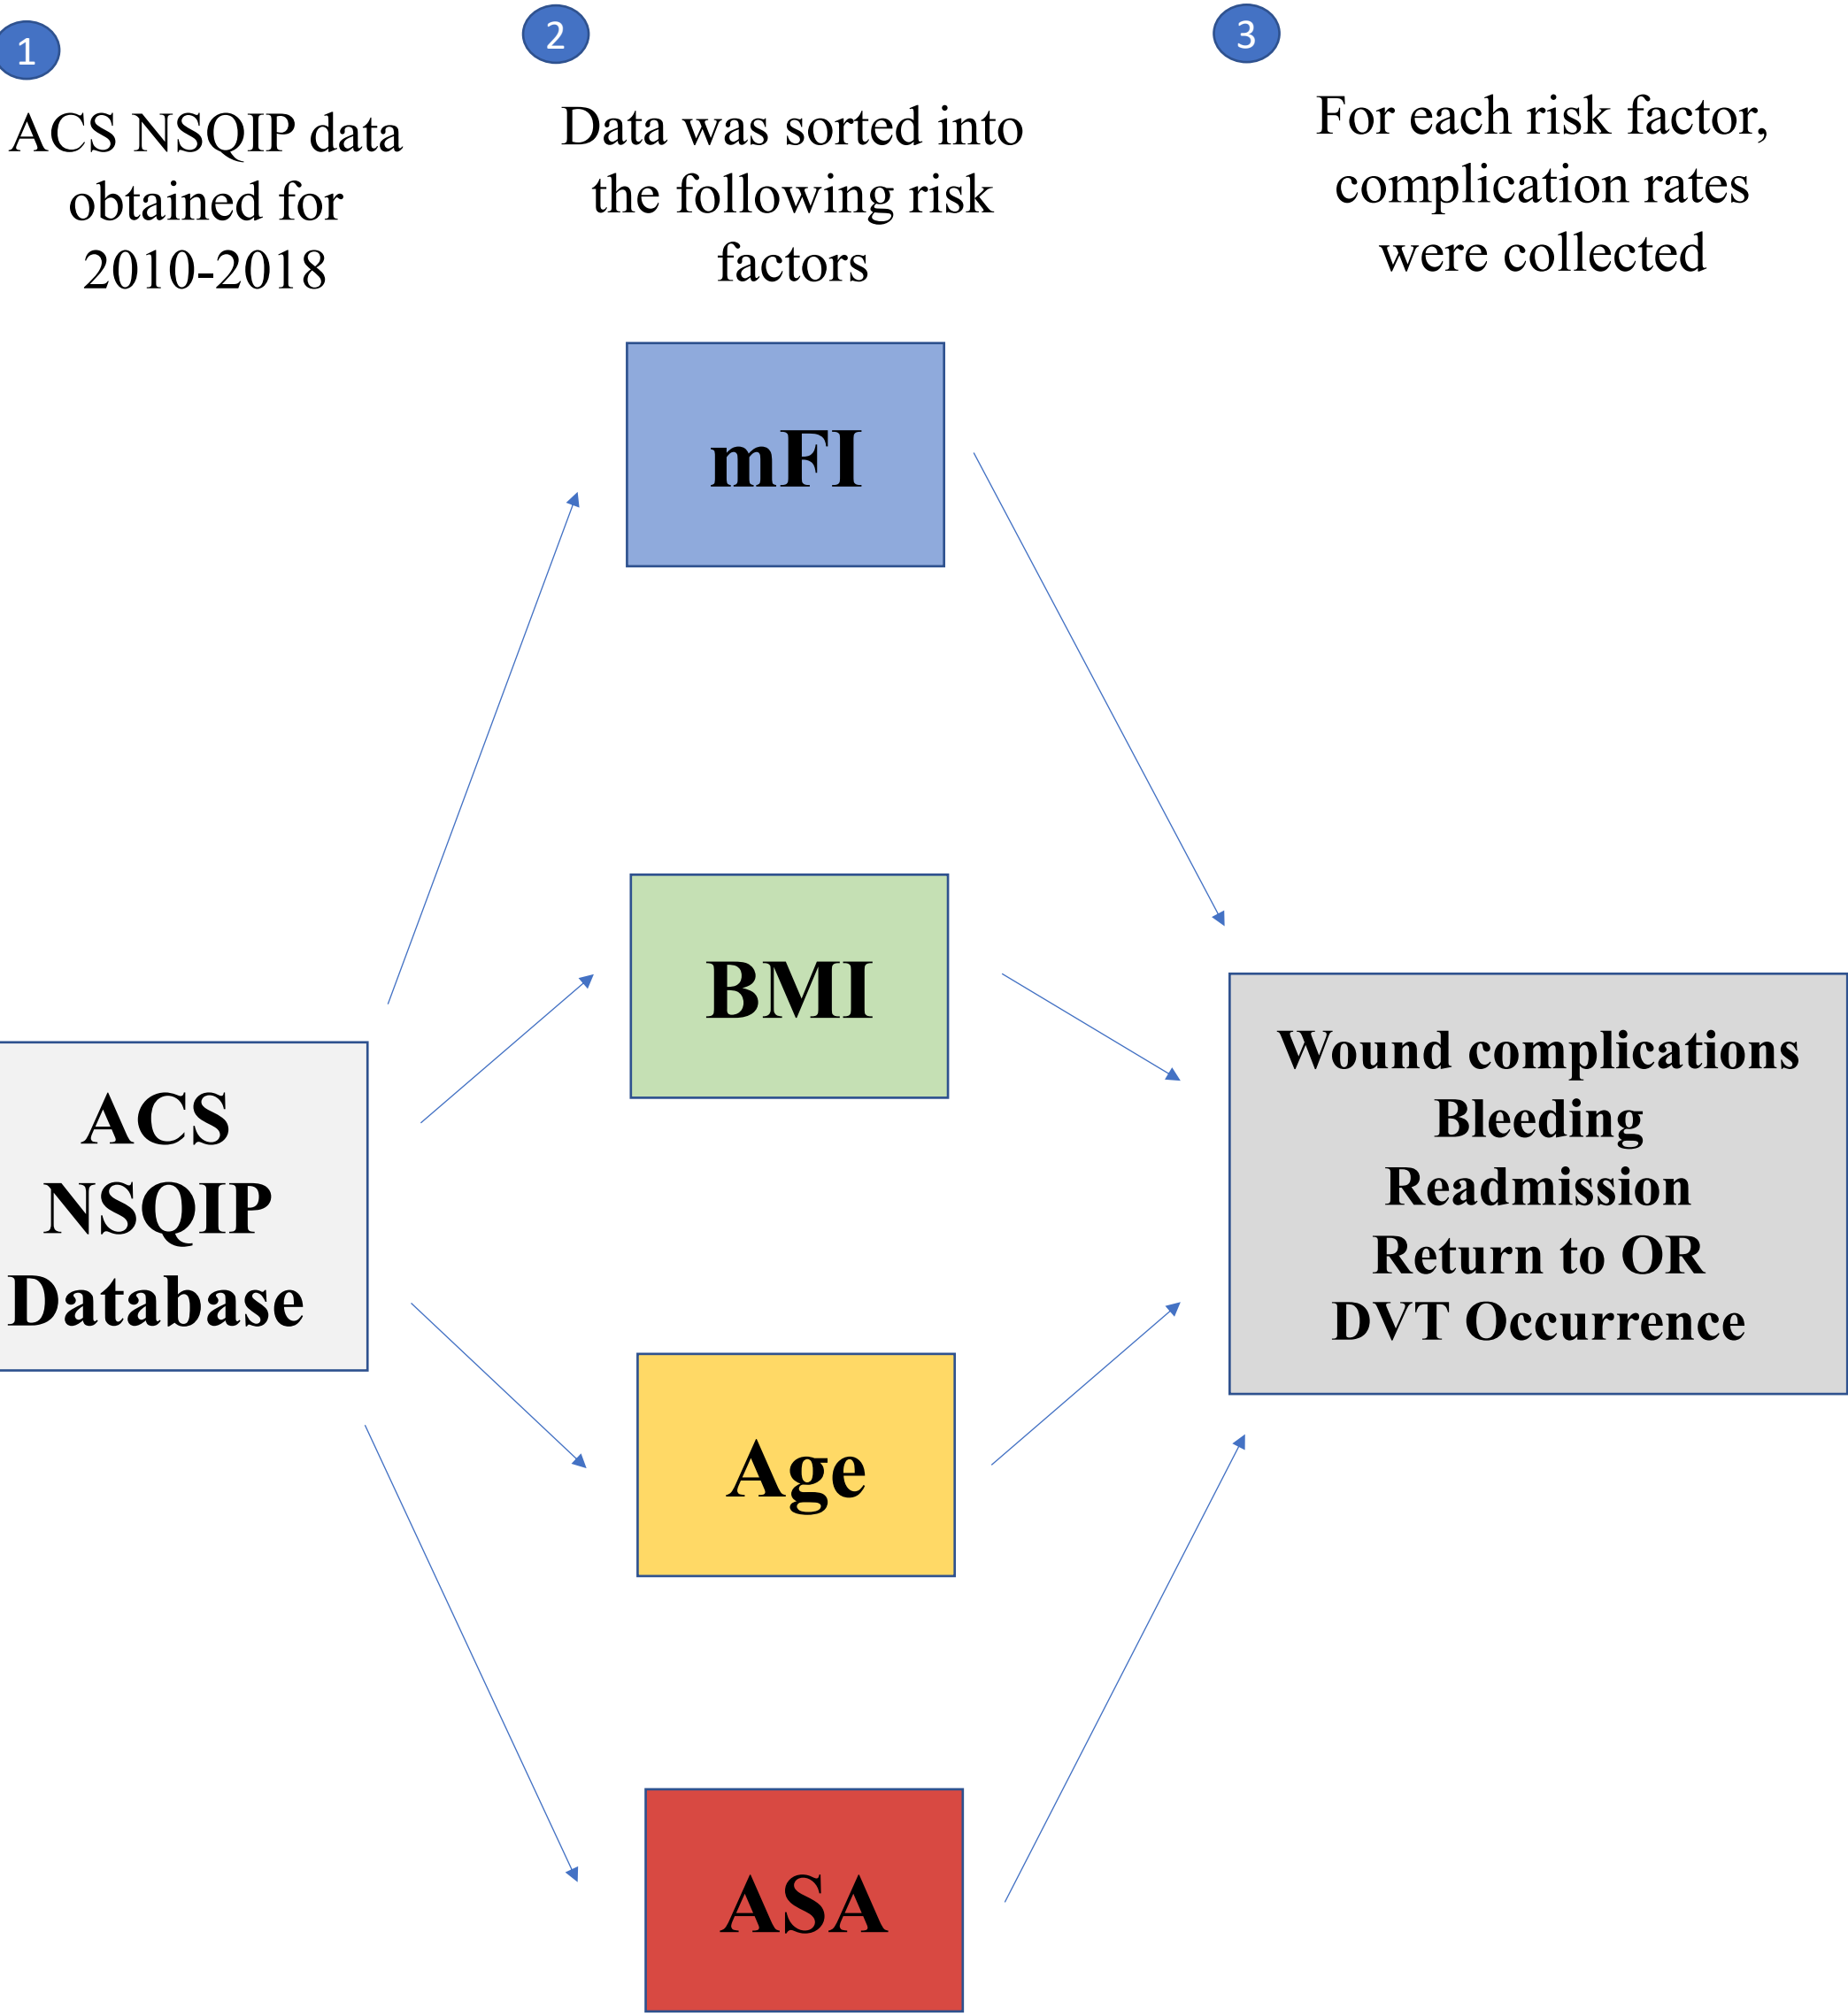 1
ACS NSQIP data
obtained for
2010-2018
2
Data was sorted into
the following risk
factors
3
For each risk factor,
complication rates
were collected
ACS
NSQIP
Database
mFI
BMI
Age
ASA
Wound complications
Bleeding
Readmission
Return to OR
DVT Occurrence